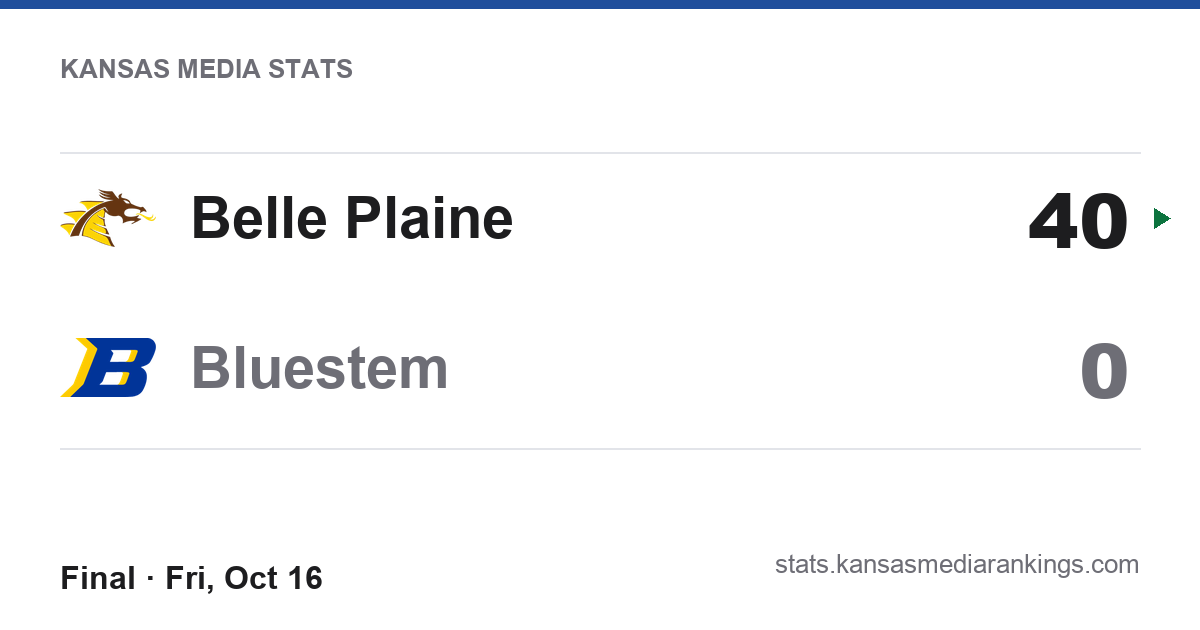 KANSAS MEDIA STATS
Belle Plaine 40
B Bluestem 0
Final · Fri, Oct 16
stats.kansasmediarankings.com